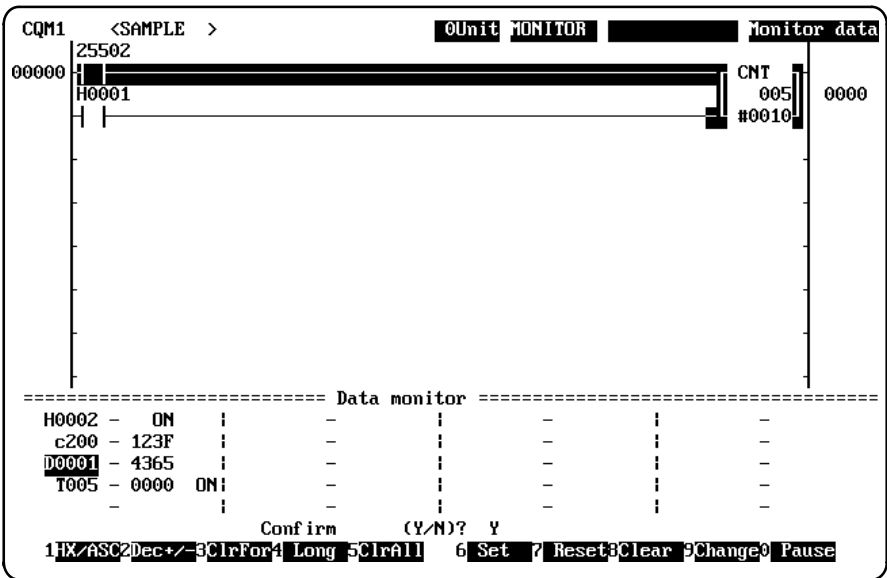 CQM1 <SAMPLE > 0Unit MONITOR Monitor data
25502
00000 CNT
H0001 005 0000
#0010
============================ Data monitor =====================================
H0002 - ON ¦ - ¦ - ¦ -
c200 - 123F ¦ - ¦ - ¦ -
D0001 - 4365 ¦ - ¦ - ¦ -
T005 - 0000 ON¦ - ¦ - ¦ -
- ¦ - ¦ - ¦ -
Confirm (Y/N)? Y
1HX/ASC2Dec+/-3ClrFor4 Long 5ClrAll 6 Set 7 Reset8Clear 9Change0 Pause